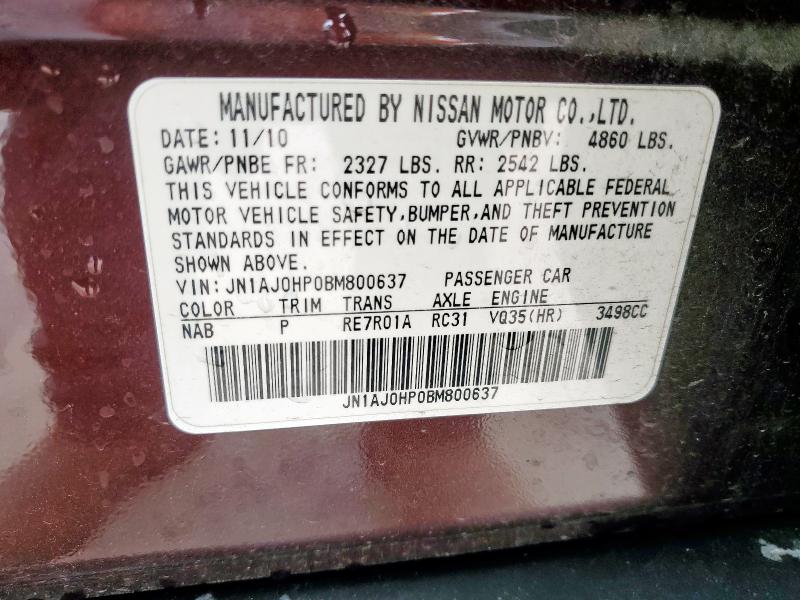 MANUFACTURED BY NISSAN MOTOR CO.,LTD.
DATE: 11/10 GVWR/PNBV: 4860 LBS.
GAWR/PNBE FR: 2327 LBS. RR: 2542 LBS.
THIS VEHICLE CONFORMS TO ALL APPLICABLE FEDERAL
MOTOR VEHICLE SAFETY,BUMPER,AND THEFT PREVENTION
STANDARDS IN EFFECT ON THE DATE OF MANUFACTURE
SHOWN ABOVE.
VIN: JN1AJ0HP0BM800637 PASSENGER CAR
COLOR TRIM TRANS AXLE ENGINE
NAB P RE7R01A RC31 VQ35(HR) 3498CC
JN1AJ0HP0BM800637